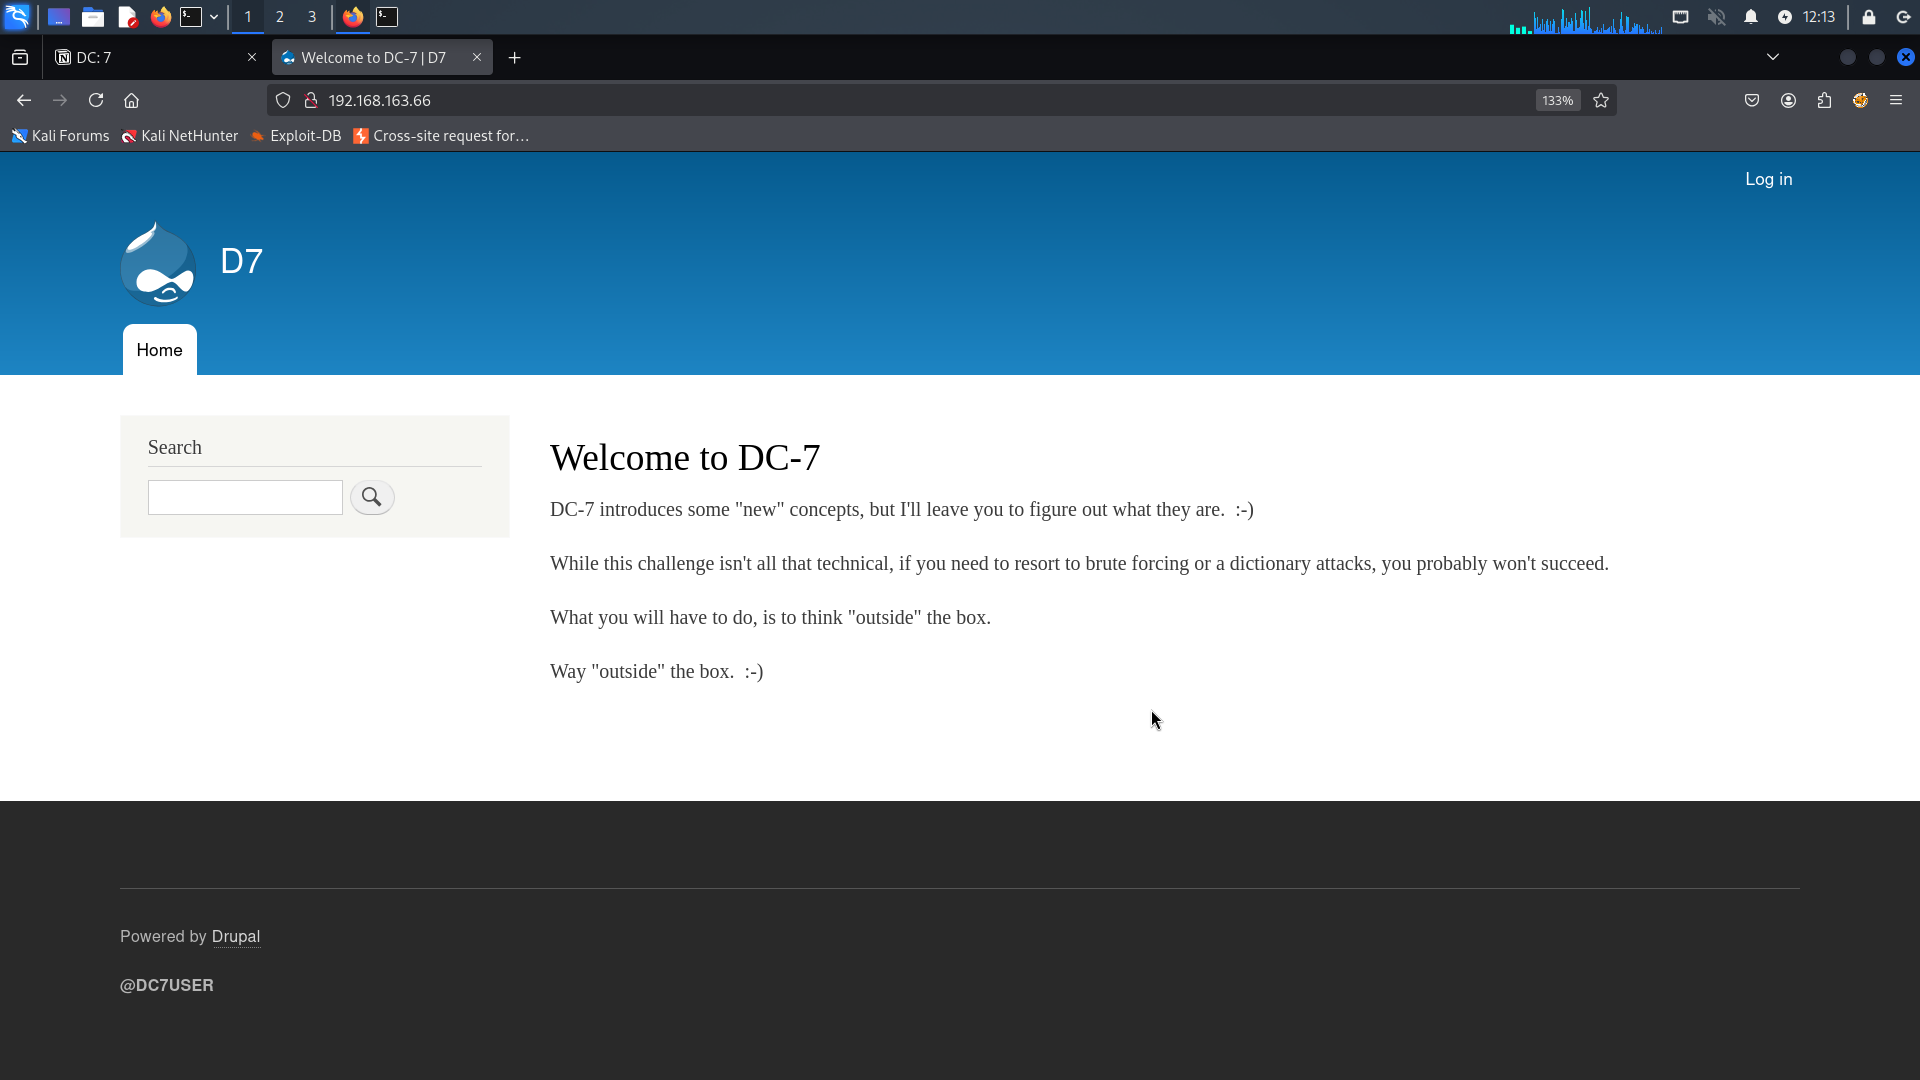 1 2 3 12:13
DC: 7
Welcome to DC-7 | D7
192.168.163.66
133%
Kali Forums
Kali NetHunter
Exploit-DB
Cross-site request for…
Log in
D7
Home
Search
Welcome to DC-7
DC-7 introduces some "new" concepts, but I'll leave you to figure out what they are. :-)
While this challenge isn't all that technical, if you need to resort to brute forcing or a dictionary attacks, you probably won't succeed.
What you will have to do, is to think "outside" the box.
Way "outside" the box. :-)
Powered by Drupal
@DC7USER